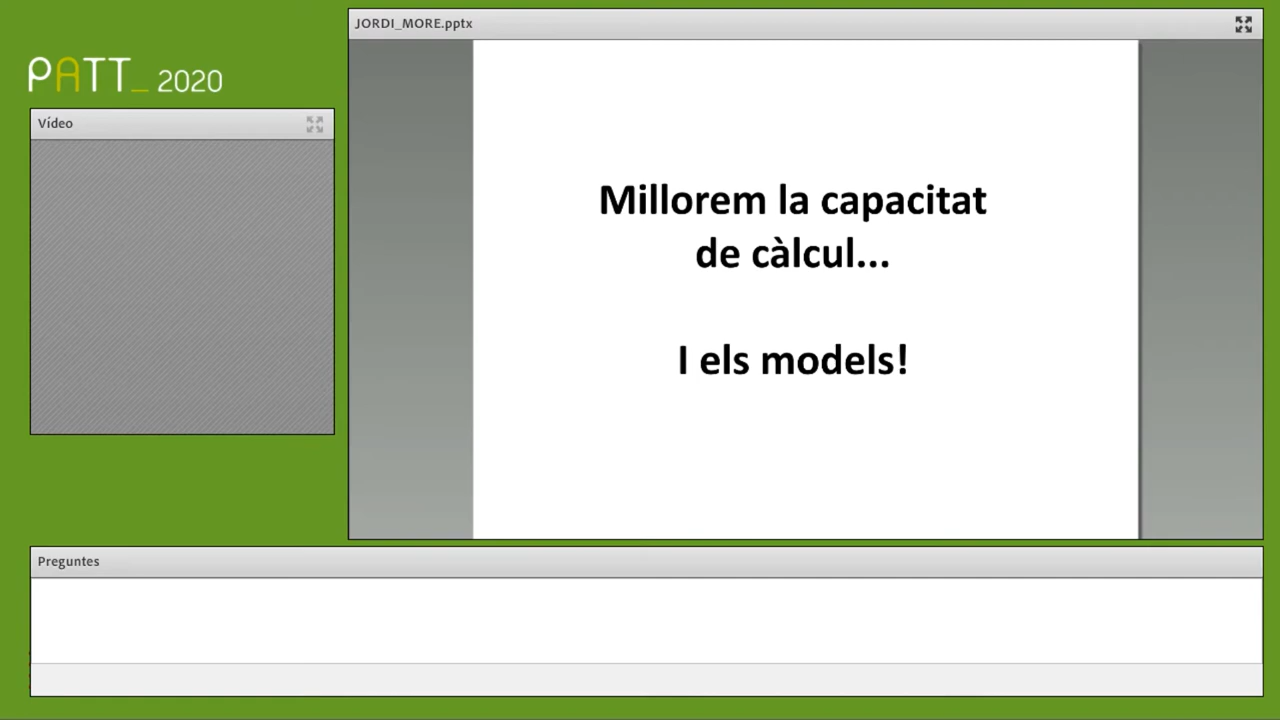 JORDI_MORE.pptx
PATT_ 2020
Vídeo
Millorem la capacitat
de càlcul...
I els models!
Preguntes